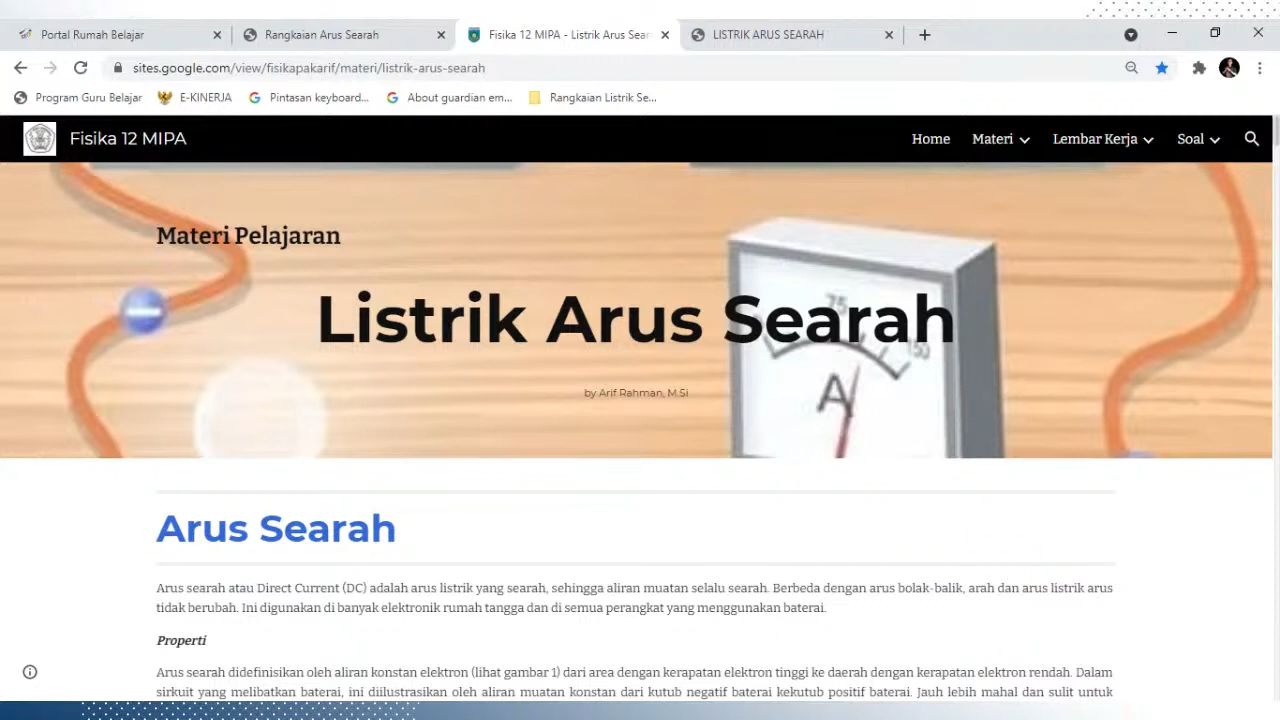 Portal Rumah Belajar
Rangkaian Arus Searah
Fisika 12 MIPA - Listrik Arus Sear
LISTRIK ARUS SEARAH
sites.google.com/view/fisikapakarif/materi/listrik-arus-searah
Program Guru Belajar
E-KINERJA
Pintasan keyboard...
About guardian em...
Rangkaian Listrik Se...
Fisika 12 MIPA
Home
Materi
Lembar Kerja
Soal
Materi Pelajaran
Listrik Arus Searah
75
150
A
by Arif Rahman, M.Si
Arus Searah
Arus searah atau Direct Current (DC) adalah arus listrik yang searah, sehingga aliran muatan selalu searah. Berbeda dengan arus bolak-balik, arah dan arus listrik arus
tidak berubah. Ini digunakan di banyak elektronik rumah tangga dan di semua perangkat yang menggunakan baterai.
Properti
Arus searah didefinisikan oleh aliran konstan elektron (lihat gambar 1) dari area dengan kerapatan elektron tinggi ke daerah dengan kerapatan elektron rendah. Dalam
sirkuit yang melibatkan baterai, ini diilustrasikan oleh aliran muatan konstan dari kutub negatif baterai kekutub positif baterai. Jauh lebih mahal dan sulit untuk